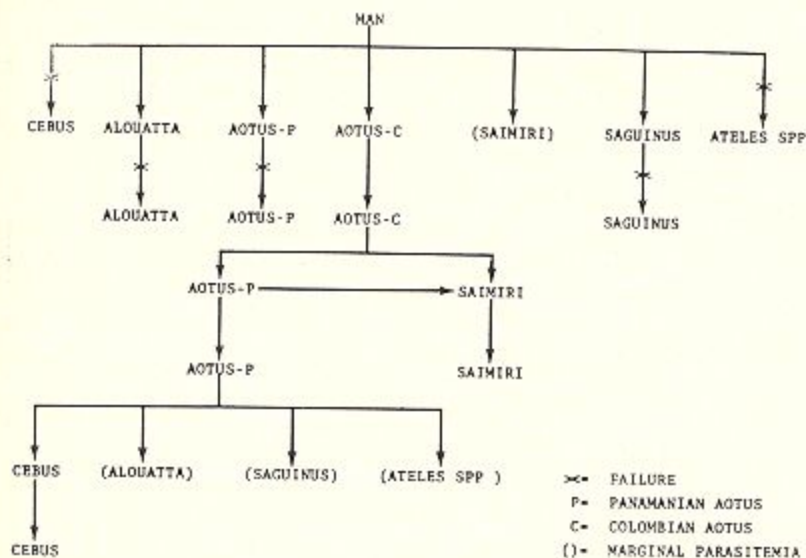 MAN
CEBUS ALOUATTA AOTUS-P AOTUS-C (SAIMIRI) SAGUINUS ATELES SPP
ALOUATTA AOTUS-P AOTUS-C SAGUINUS
AOTUS-P SAIMIRI
AOTUS-P SAIMIRI
CEBUS (ALOUATTA) (SAGUINUS) (ATELES SPP )
CEBUS
×= FAILURE
P= PANAMANIAN AOTUS
C= COLOMBIAN AOTUS
()= MARGINAL PARASITEMIA